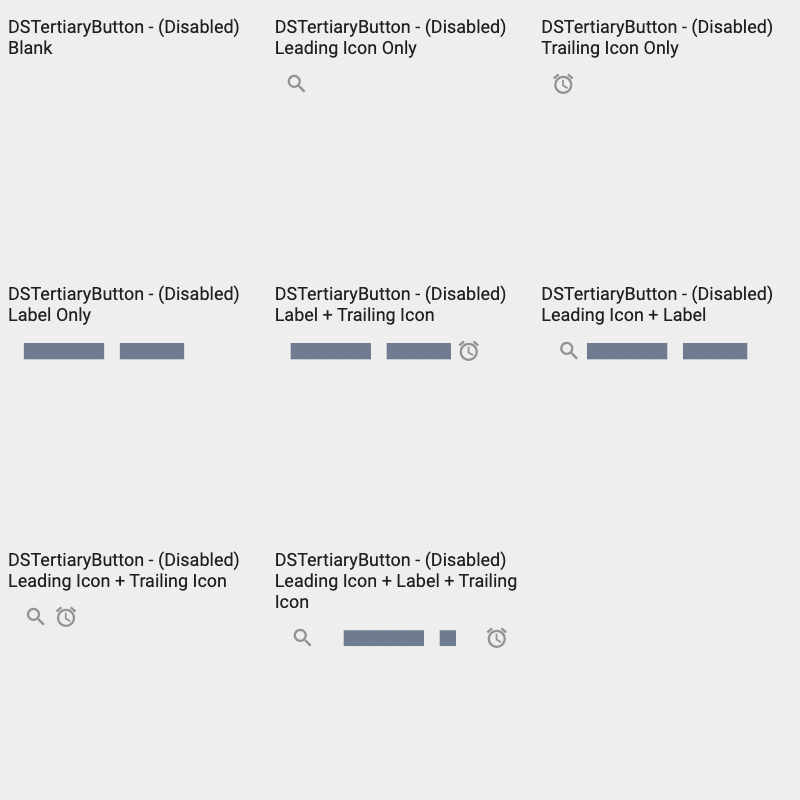 DSTertiaryButton - (Disabled)
Blank
DSTertiaryButton - (Disabled)
Leading Icon Only
DSTertiaryButton - (Disabled)
Trailing Icon Only
DSTertiaryButton - (Disabled)
Label Only
DSTertiaryButton - (Disabled)
Label + Trailing Icon
DSTertiaryButton - (Disabled)
Leading Icon + Label
DSTertiaryButton - (Disabled)
Leading Icon + Trailing Icon
DSTertiaryButton - (Disabled)
Leading Icon + Label + Trailing
Icon